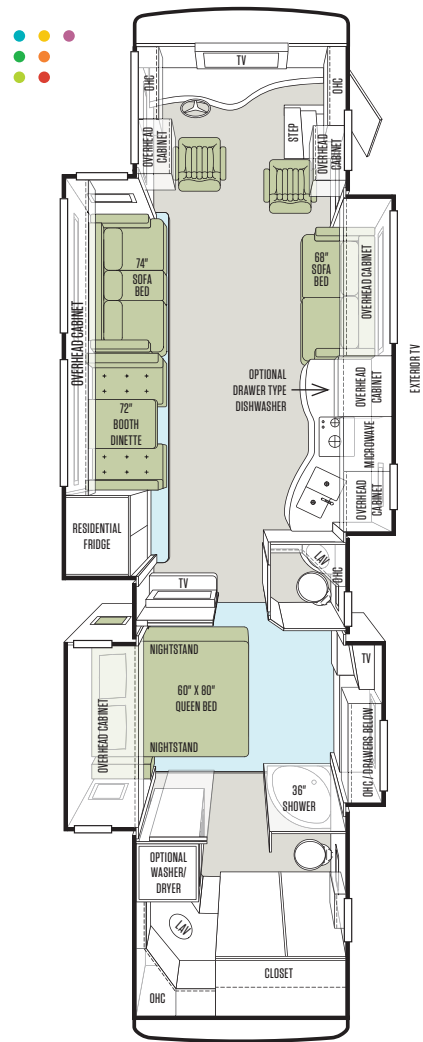 TV
OHC
OHC
OVERHEAD
CABINET
STEP
OVERHEAD
CABINET
74"
SOFA
BED
68"
SOFA
BED
OVERHEAD CABINET
OVERHEAD CABINET
EXTERIOR TV
OPTIONAL
DRAWER TYPE
DISHWASHER
OVERHEAD
CABINET
72"
BOOTH
DINETTE
MICROWAVE
OVERHEAD
CABINET
RESIDENTIAL
FRIDGE
LAV
OHC
TV
NIGHTSTAND
60" X 80"
QUEEN BED
NIGHTSTAND
OVERHEAD CABINET
TV
OHC / DRAWERS BELOW
36"
SHOWER
OPTIONAL
WASHER/
DRYER
LAV
CLOSET
OHC